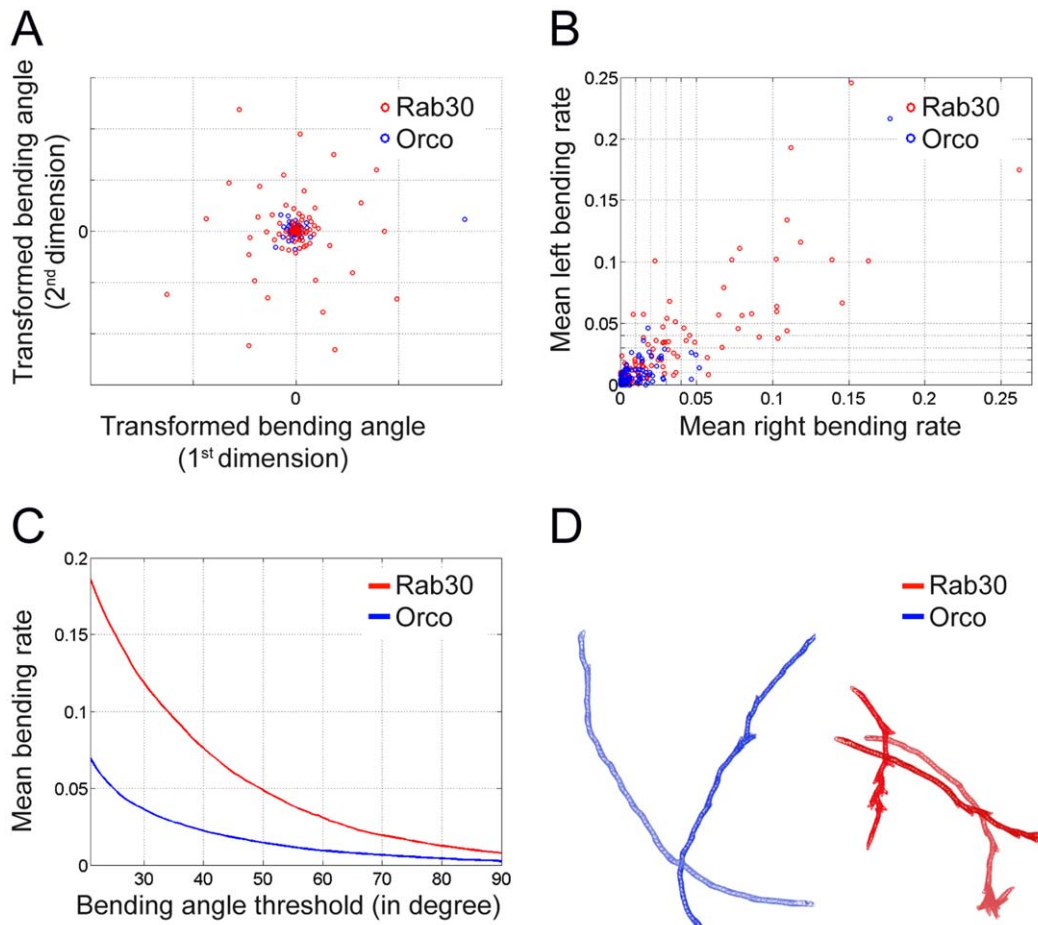 A
Transformed bending angle
(2nd dimension)
0
Rab30
Orco
0
Transformed bending angle
(1st dimension)
B
Mean left bending rate
0.25
0.2
0.15
0.1
0.05
0
Rab30
Orco
0
0.05
0.1
0.15
0.2
0.25
Mean right bending rate
C
Mean bending rate
0.2
0.15
0.1
0.05
0
Rab30
Orco
30
40
50
60
70
80
90
Bending angle threshold (in degree)
D
Rab30
Orco